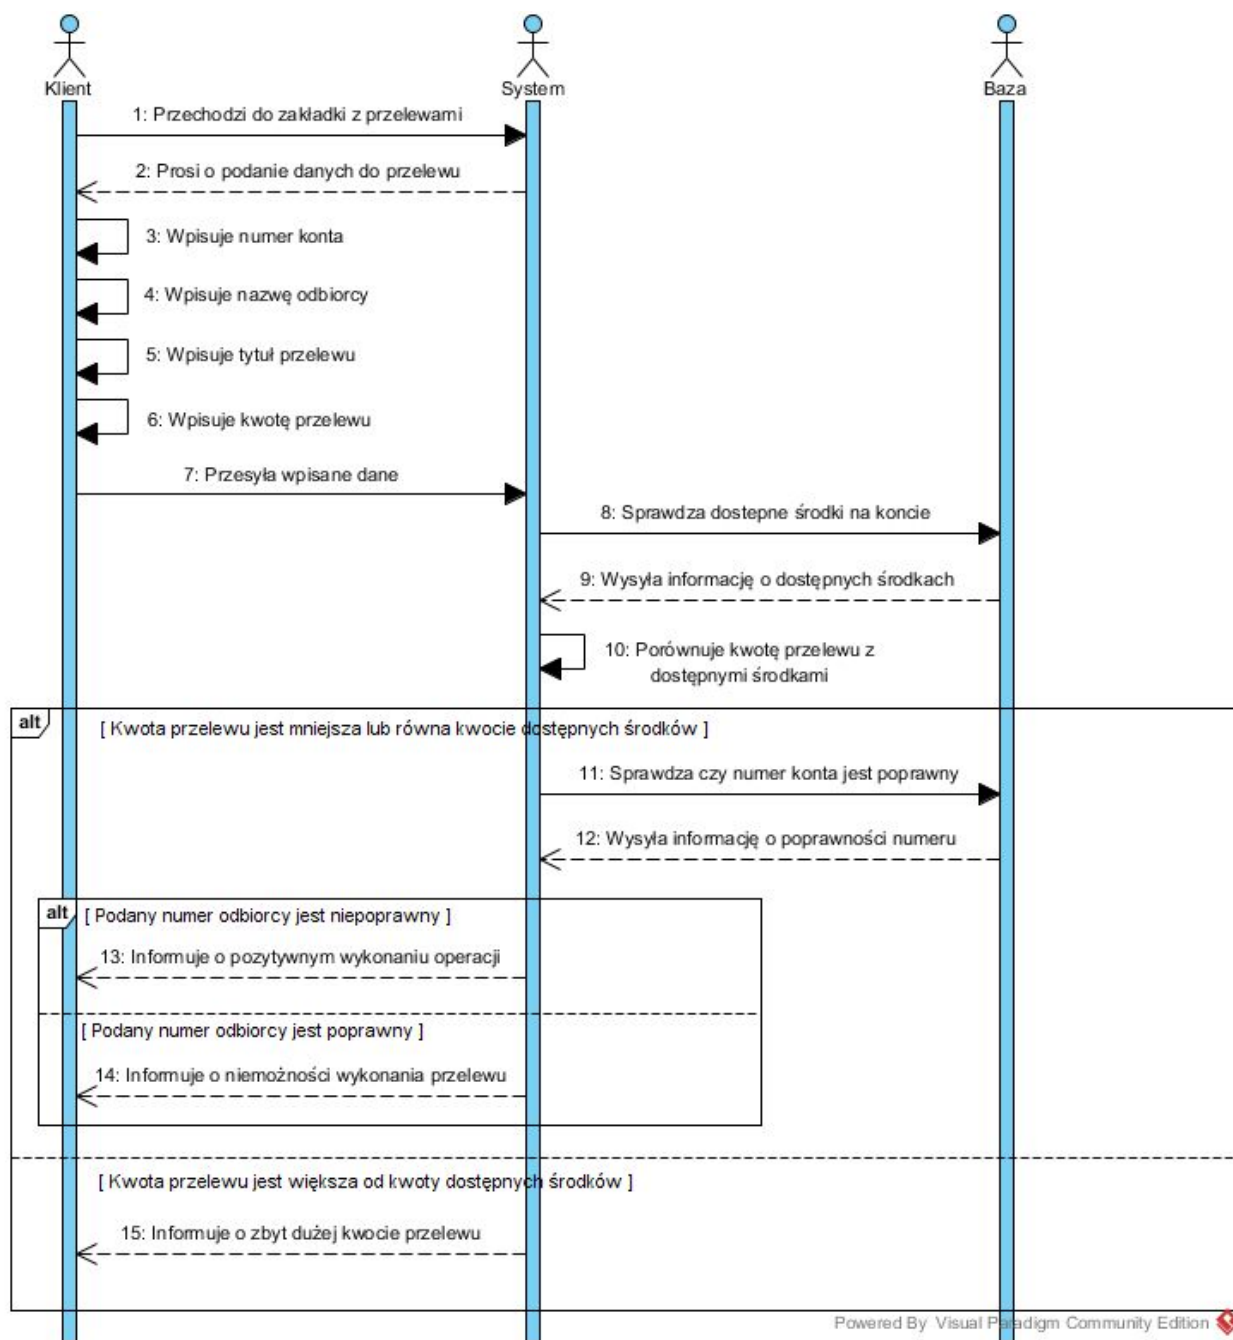 Klient
System
Baza
1: Przechodzi do zakładki z przelewami
2: Prosi o podanie danych do przelewu
3: Wpisuje numer konta
4: Wpisuje nazwę odbiorcy
5: Wpisuje tytuł przelewu
6: Wpisuje kwotę przelewu
7: Przesyła wpisane dane
8: Sprawdza dostepne środki na koncie
9: Wysyła informację o dostępnych środkach
10: Porównuje kwotę przelewu z
dostępnymi środkami
alt
[ Kwota przelewu jest mniejsza lub równa kwocie dostępnych środków ]
11: Sprawdza czy numer konta jest poprawny
12: Wysyła informację o poprawności numeru
alt
[ Podany numer odbiorcy jest niepoprawny ]
13: Informuje o pozytywnym wykonaniu operacji
[ Podany numer odbiorcy jest poprawny ]
14: Informuje o niemożności wykonania przelewu
[ Kwota przelewu jest większa od kwoty dostępnych środków ]
15: Informuje o zbyt dużej kwocie przelewu
Powered By Visual Paradigm Community Edition